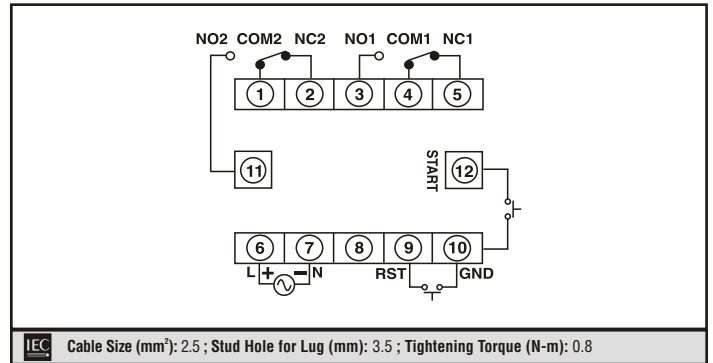 NO2 COM2 NC2 NO1 COM1 NC1
1 2 3 4 5
11 START 12
6 7 8 9 10
L + − N RST GND
IEC Cable Size (mm²): 2.5 ; Stud Hole for Lug (mm): 3.5 ; Tightening Torque (N-m): 0.8